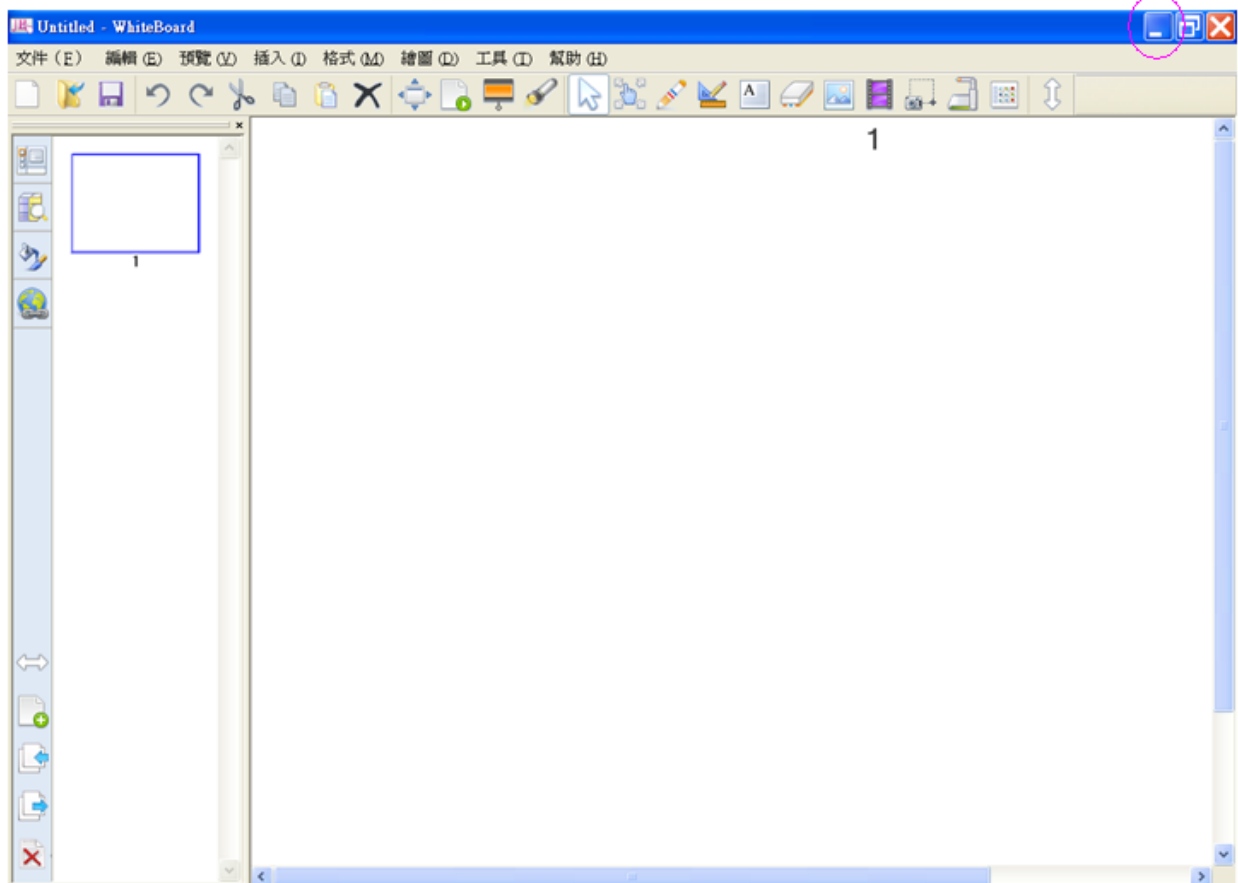 Untitled - WhiteBoard
文件(F) 編輯(E) 預覽(V) 插入(I) 格式(M) 繪圖(D) 工具(T) 幫助(H)
A
1
1